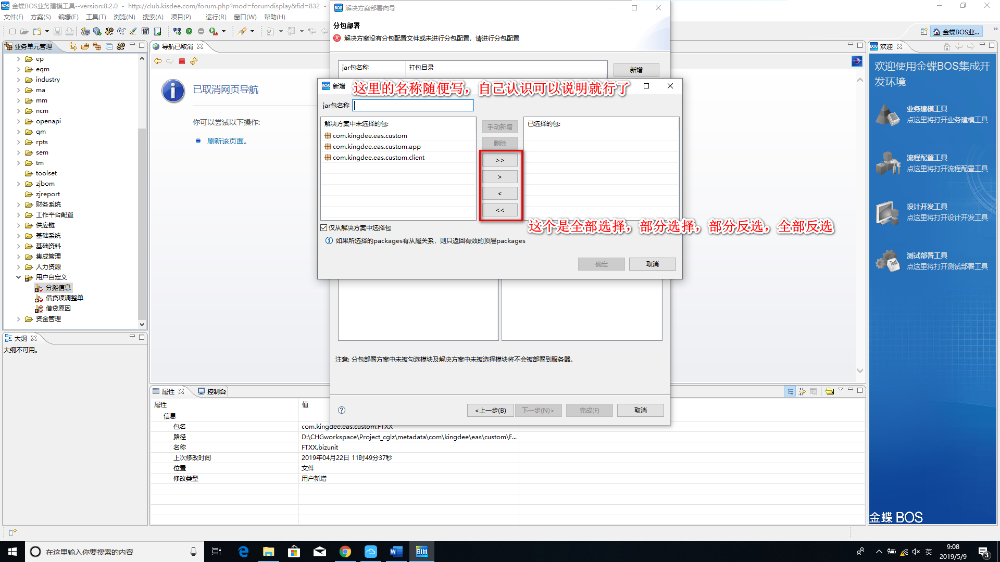 金蝶BOS业务建模工具--version:8.2.0 - http://club.kisdee.com/forum.php?mod=forumdisplay&fid=832 -
文件(F) 方案(S) 编辑(E) 工具(T) 浏览(N) 搜索(A) 项目(P) 运行(R) 窗口(W) 帮助(H)
金蝶BOS业...
业务单元管理
ep
eqm
industry
ma
mm
ncm
openapi
qm
rpts
sem
tm
toolset
zjbom
zjreport
财务系统
工作平台配置
供应链
基础系统
基础资料
集成管理
人力资源
用户自定义
分摊信息
借贷项调整单
借贷原因
资金管理
大纲
大纲不可用。
导航已取消
已取消网页导航
你可以尝试以下操作:
刷新该页面。
解决方案部署向导
分包部署
解决方案没有分包配置文件或未进行分包配置，请进行分包配置
jar包名称 打包目录
新增
新增
这里的名称随便写，自己认识可以说明就行了
jar包名称
解决方案中未选择的包:
com.kingdee.eas.custom
com.kingdee.eas.custom.app
com.kingdee.eas.custom.client
手动新增
删除
>>
>
<
<<
已选择的包:
这个是全部选择，部分选择，部分反选，全部反选
仅从解决方案中选择包
如果所选择的packages有从属关系，则只返回有效的顶层packages
确定 取消
注意: 分包部署方案中未被勾选模块及解决方案中未被选择模块将不会被部署到服务器。
<上一步(B) 下一步(N)> 完成(F) 取消
属性 控制台
属性 值
信息
包名 com.kingdee.eas.custom.FTXX
路径 D:\CHGworkspace\Project_cglz\metadata\com\kingdee\eas\custom\F...
名称 FTXX.bizunit
上次修改时间 2019年04月22日 11时49分37秒
位置 文件
修改类型 用户新增
欢迎
欢迎使用金蝶BOS集成开
发环境
业务建模工具
点这里将打开业务建模工具
流程配置工具
点这里将打开流程配置工具
设计开发工具
点这里将打开设计开发工具
测试部署工具
点这里将打开测试部署工具
金蝶 BOS
在这里输入你要搜索的内容
英
9:08
2019/5/9
3